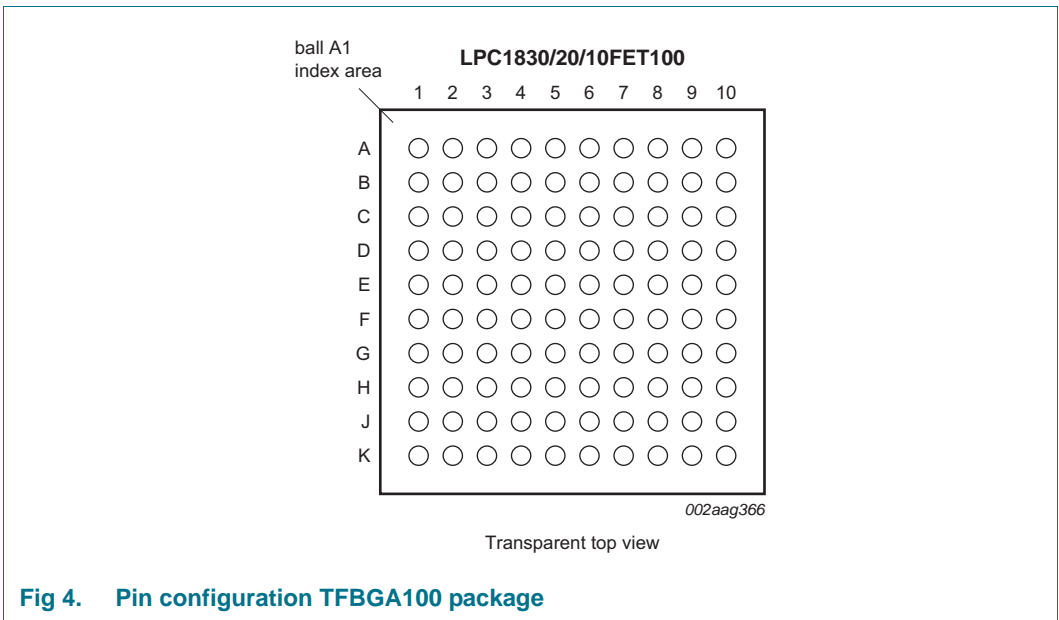 ball A1
index area
LPC1830/20/10FET100
1 2 3 4 5 6 7 8 9 10
A
B
C
D
E
F
G
H
J
K
002aag366
Transparent top view
Fig 4. Pin configuration TFBGA100 package